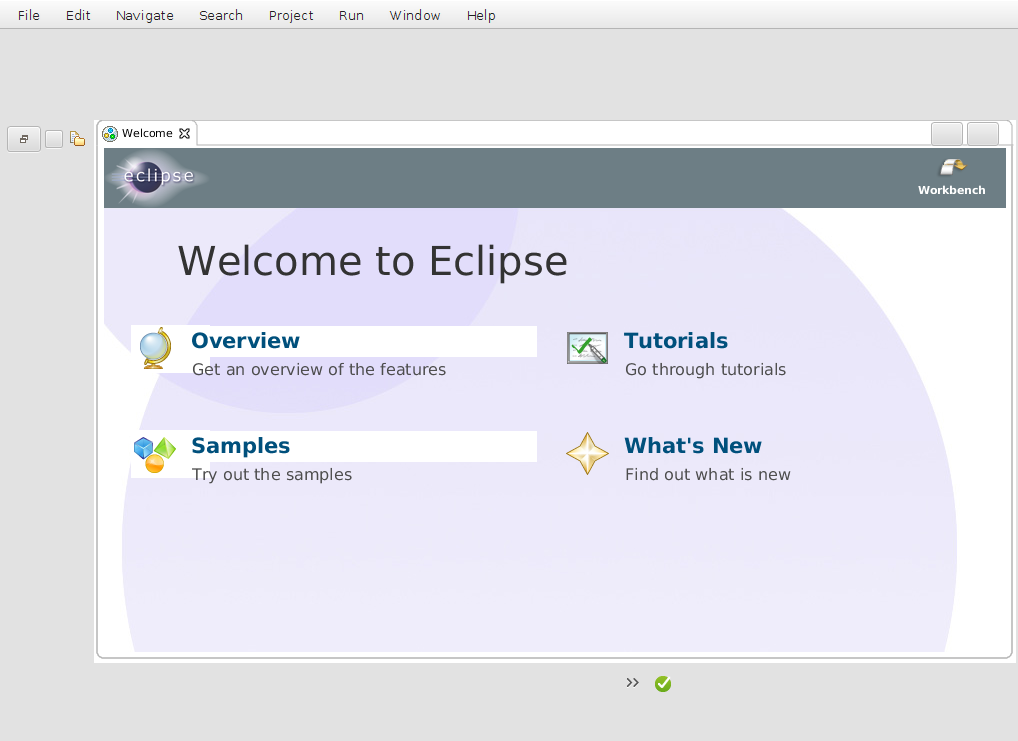 File Edit Navigate Search Project Run Window Help
Welcome
eclipse
Workbench
Welcome to Eclipse
Overview
Get an overview of the features
Tutorials
Go through tutorials
Samples
Try out the samples
What's New
Find out what is new